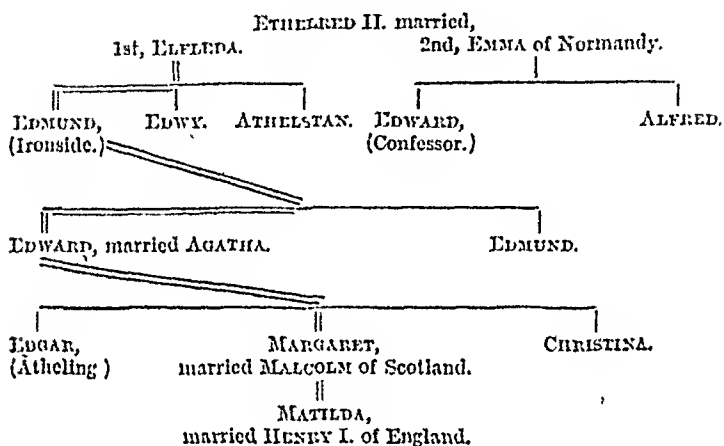 ETHELRED II. married,
1st, ELFLEDA. 2nd, EMMA of Normandy.
EDMUND, EDWY. ATHELSTAN. EDWARD, ALFRED.
(Ironside.) (Confessor.)
EDWARD, married AGATHA. EDMUND.
EDGAR, MARGARET, CHRISTINA.
(Ätheling) married MALCOLM of Scotland.
MATILDA,
married HENRY I. of England.